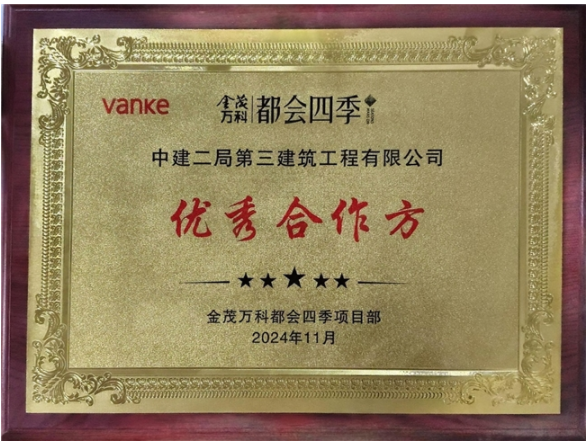 vanke 金茂万科 都会四季
中建二局第三建筑工程有限公司
优秀合作方
金茂万科都会四季项目部
2024年11月